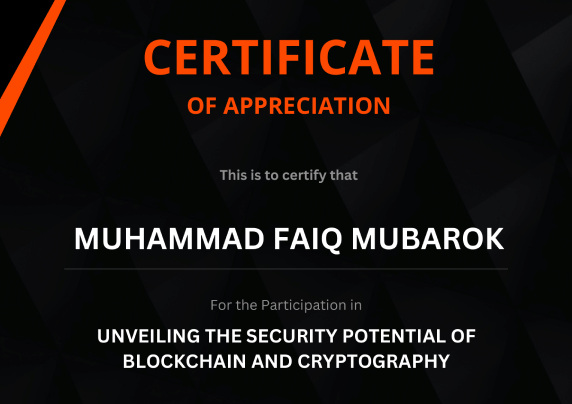 CERTIFICATE
OF APPRECIATION
This is to certify that
MUHAMMAD FAIQ MUBAROK
For the Participation in
UNVEILING THE SECURITY POTENTIAL OF
BLOCKCHAIN AND CRYPTOGRAPHY